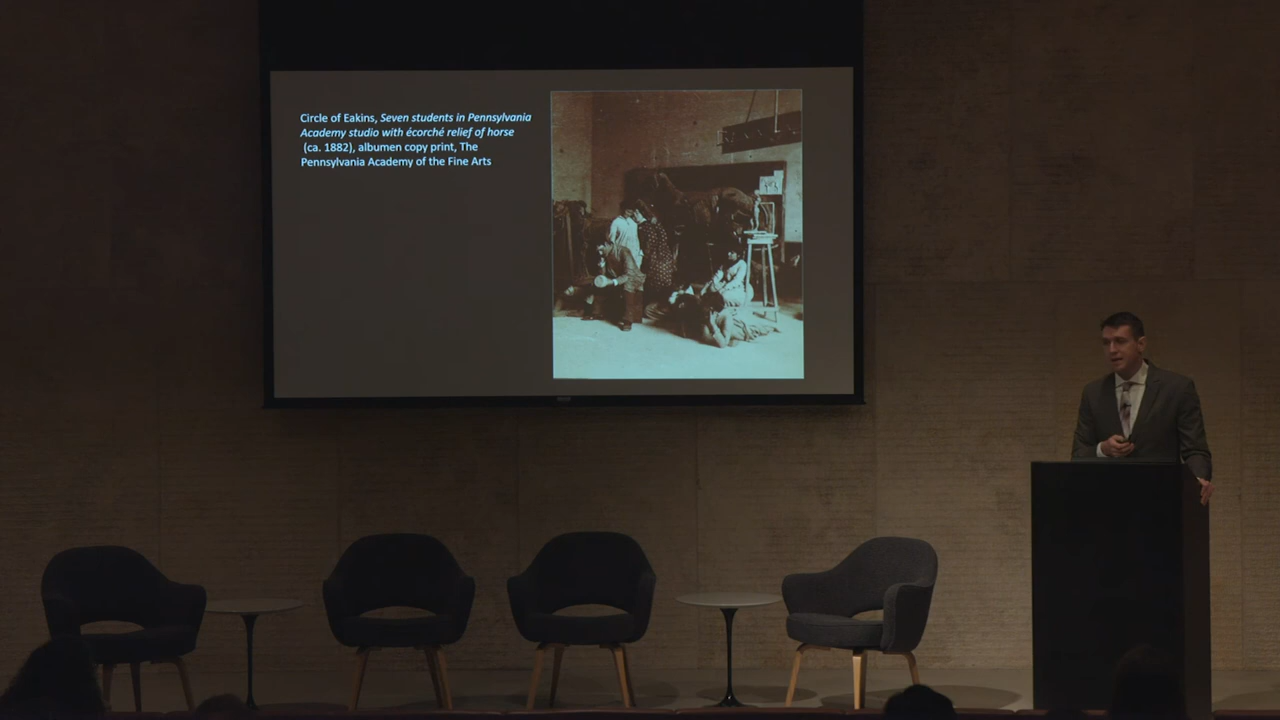 Circle of Eakins, Seven students in Pennsylvania
Academy studio with écorché relief of horse
(ca. 1882), albumen copy print, The
Pennsylvania Academy of the Fine Arts